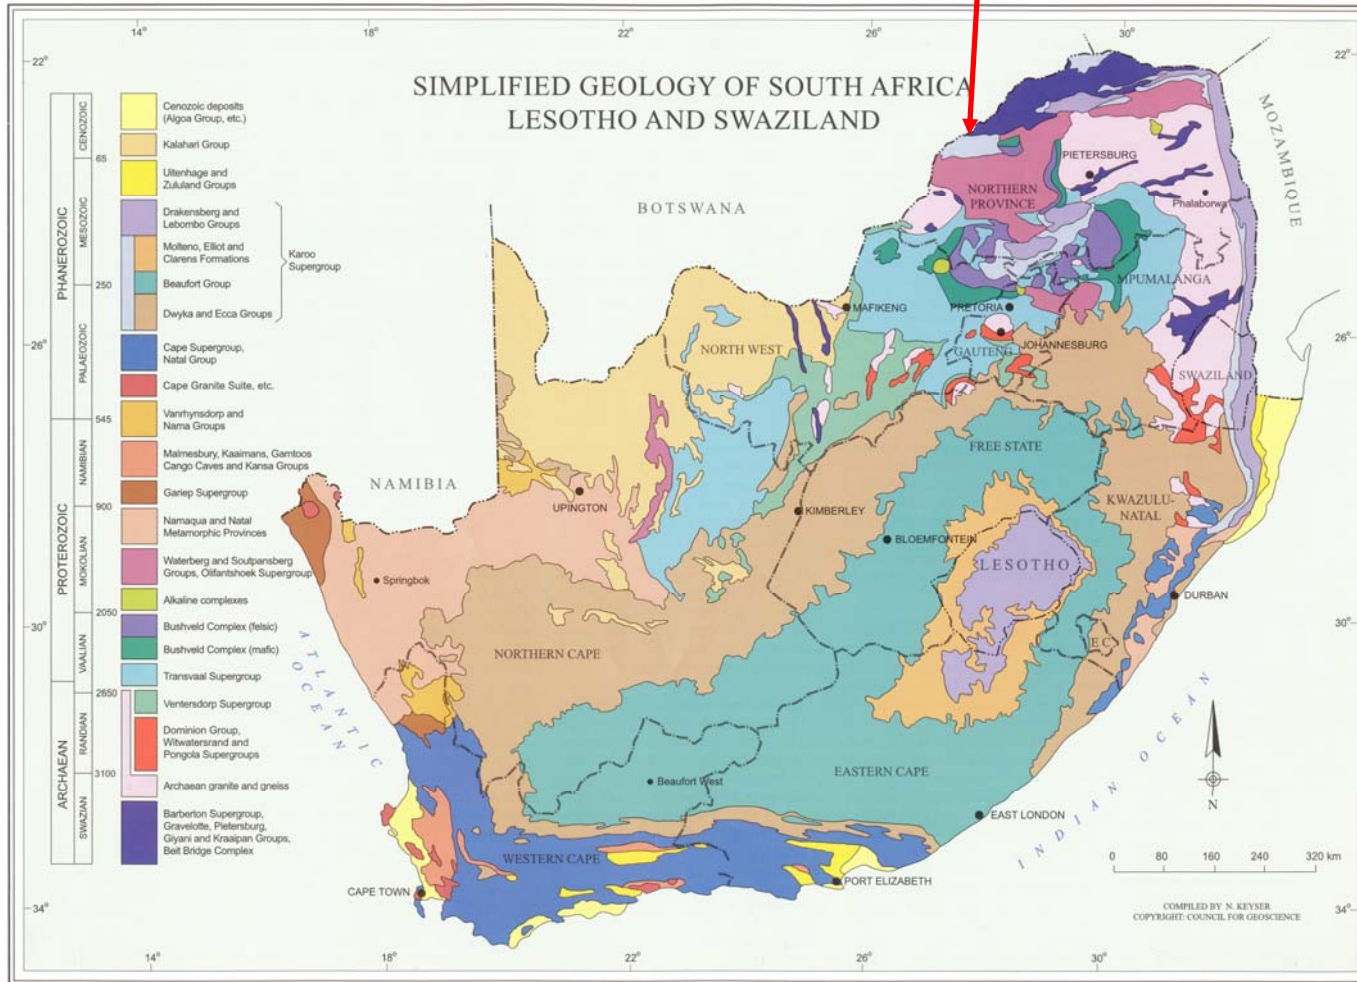 14°
18°
22°
26°
30°
22°
22°
SIMPLIFIED GEOLOGY OF SOUTH AFRICA
LESOTHO AND SWAZILAND
PHANEROZOIC
PROTEROZOIC
ARCHAEAN
CENOZOIC
MESOZOIC
PALAEOZOIC
NAMIBIAN
MOKOLIAN
VAALIAN
RANDIAN
SWAZIAN
65
250
545
900
2050
2650
3100
Cenozoic deposits
(Algoa Group, etc.)
Kalahari Group
Uitenhage and
Zululand Groups
Drakensberg and
Lebombo Groups
Molteno, Elliot and
Clarens Formations
Beaufort Group
Dwyka and Ecca Groups
Karoo
Supergroup
Cape Supergroup,
Natal Group
Cape Granite Suite, etc.
Vanrhynsdorp and
Nama Groups
Malmesbury, Kaaimans, Gamtoos
Cango Caves and Kansa Groups
Gariep Supergroup
Namaqua and Natal
Metamorphic Provinces
Waterberg and Soutpansberg
Groups, Olifantshoek Supergroup
Alkaline complexes
Bushveld Complex (felsic)
Bushveld Complex (mafic)
Transvaal Supergroup
Ventersdorp Supergroup
Dominion Group,
Witwatersrand and
Pongola Supergroups
Archaean granite and gneiss
Barberton Supergroup,
Gravelotte, Pietersburg,
Giyani and Kraaipan Groups,
Beit Bridge Complex
MOZAMBIQUE
PIETERSBURG
NORTHERN
PROVINCE
Phalaborwa
BOTSWANA
MPUMALANGA
MAFIKENG
PRETORIA
26°
26°
NORTH WEST
GAUTENG
JOHANNESBURG
SWAZILAND
FREE STATE
NAMIBIA
UPINGTON
KIMBERLEY
KWAZULU-
NATAL
BLOEMFONTEIN
LESOTHO
Springbok
DURBAN
30°
30°
E C
NORTHERN CAPE
ATLANTIC
OCEAN
INDIAN OCEAN
Beaufort West
EASTERN CAPE
N
EAST LONDON
WESTERN CAPE
CAPE TOWN
PORT ELIZABETH
0 80 160 240 320 km
34°
34°
COMPILED BY N. KEYSER
COPYRIGHT: COUNCIL FOR GEOSCIENCE
14°
18°
22°
26°
30°